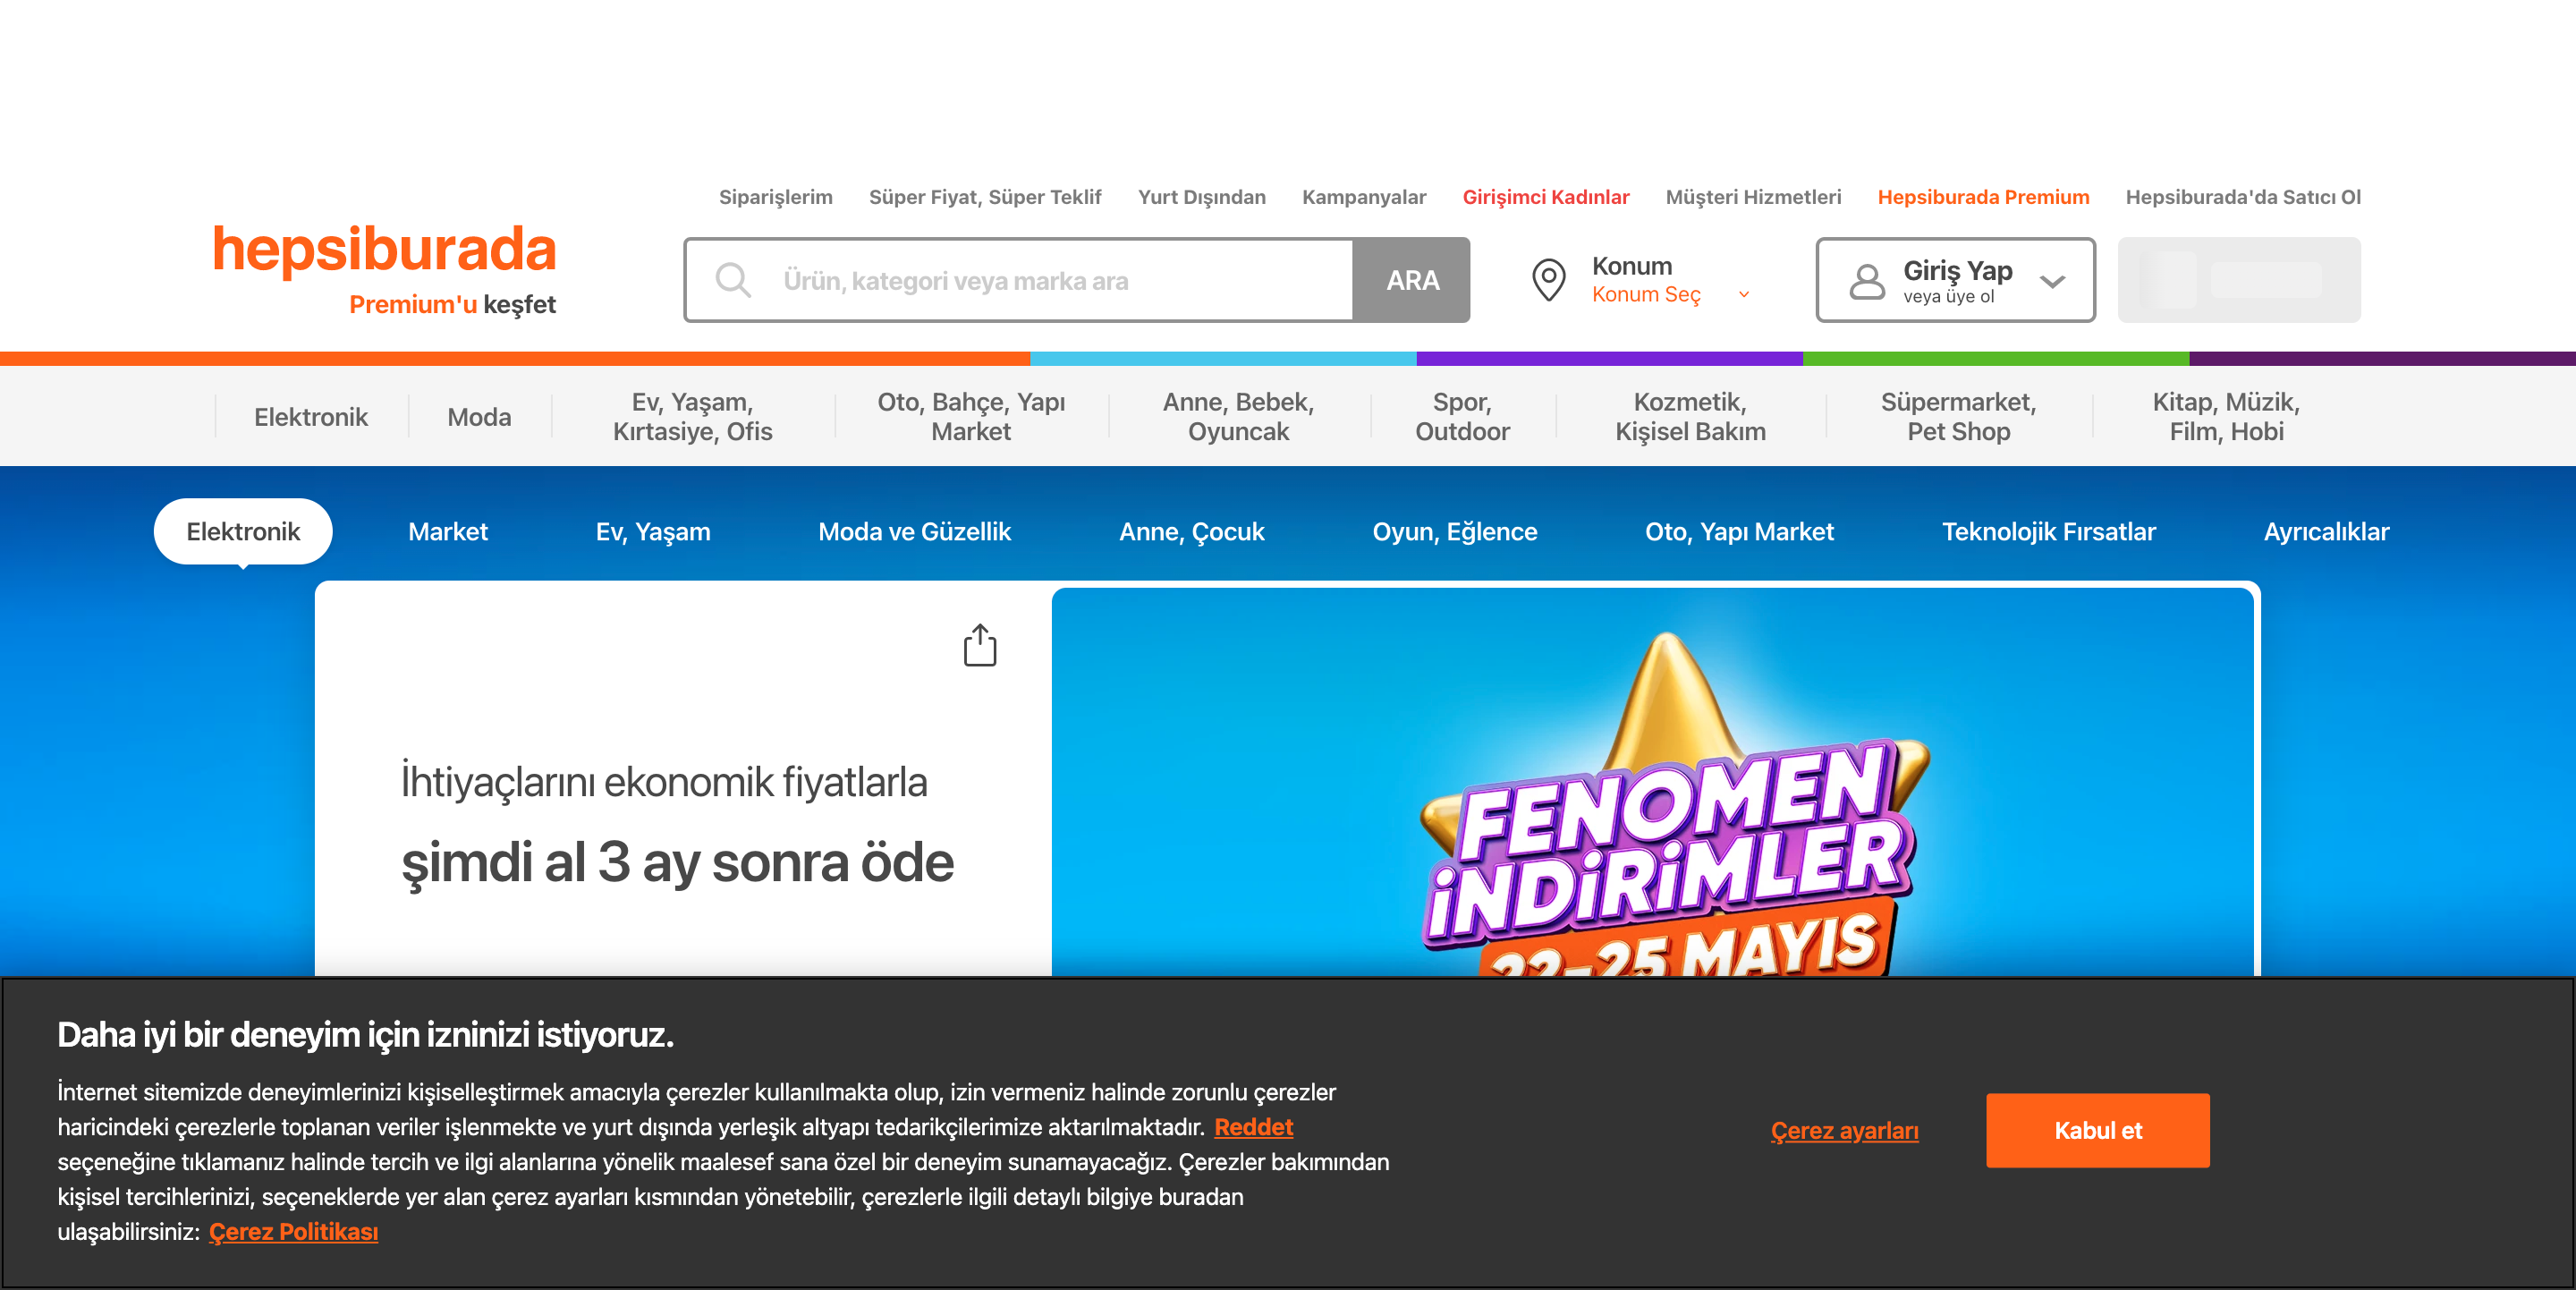 Siparişlerim Süper Fiyat, Süper Teklif Yurt Dışından Kampanyalar Girişimci Kadınlar Müşteri Hizmetleri Hepsiburada Premium Hepsiburada'da Satıcı Ol
hepsiburada
Premium'u keşfet
Ürün, kategori veya marka ara
ARA
Konum
Konum Seç
Giriş Yap
veya üye ol
Elektronik
Moda
Ev, Yaşam,
Kırtasiye, Ofis
Oto, Bahçe, Yapı
Market
Anne, Bebek,
Oyuncak
Spor,
Outdoor
Kozmetik,
Kişisel Bakım
Süpermarket,
Pet Shop
Kitap, Müzik,
Film, Hobi
Elektronik Market Ev, Yaşam Moda ve Güzellik Anne, Çocuk Oyun, Eğlence Oto, Yapı Market Teknolojik Fırsatlar Ayrıcalıklar
İhtiyaçlarını ekonomik fiyatlarla
şimdi al 3 ay sonra öde
FENOMEN
İNDİRİMLER
22-25 MAYIS
Daha iyi bir deneyim için izninizi istiyoruz.
İnternet sitemizde deneyimlerinizi kişiselleştirmek amacıyla çerezler kullanılmakta olup, izin vermeniz halinde zorunlu çerezler
haricindeki çerezlerle toplanan veriler işlenmekte ve yurt dışında yerleşik altyapı tedarikçilerimize aktarılmaktadır. Reddet
seçeneğine tıklamanız halinde tercih ve ilgi alanlarına yönelik maalesef sana özel bir deneyim sunamayacağız. Çerezler bakımından
kişisel tercihlerinizi, seçeneklerde yer alan çerez ayarları kısmından yönetebilir, çerezlerle ilgili detaylı bilgiye buradan
ulaşabilirsiniz: Çerez Politikası
Çerez ayarları
Kabul et